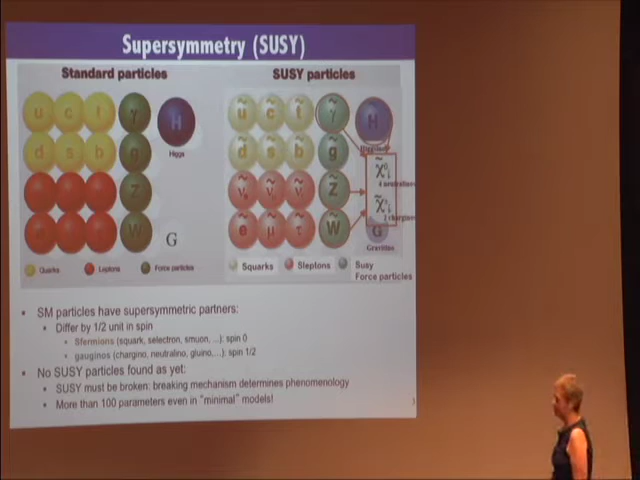 Supersymmetry (SUSY)
Standard particles
SUSY particles
u c t γ H
ũ c̃ t̃ γ̃ H
Higgs
d s b g
d̃ s̃ b̃ g̃
χ̃⁰
Z
ν̃ ν̃ ν̃ Z̃
χ̃±
W G
ẽ μ̃ τ̃ W̃ G
Gravitino
Quarks Leptons Force particles
Squarks Sleptons Susy
Force particles
• SM particles have supersymmetric partners:
• Differ by 1/2 unit in spin
• Sfermions (squark, selectron, smuon, ...): spin 0
• gauginos (chargino, neutralino, gluino,...): spin 1/2
• No SUSY particles found as yet:
• SUSY must be broken: breaking mechanism determines phenomenology
• More than 100 parameters even in "minimal" models!
3